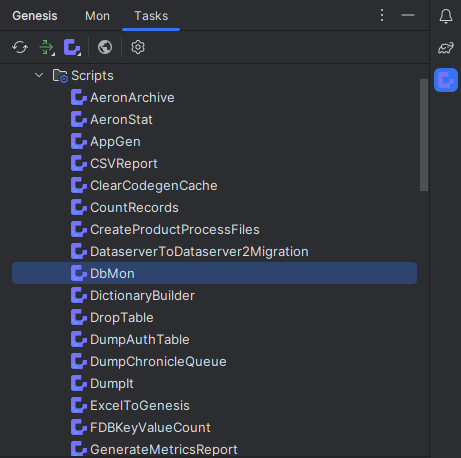 Genesis Mon Tasks
Scripts
AeronArchive
AeronStat
AppGen
CSVReport
ClearCodegenCache
CountRecords
CreateProductProcessFiles
DataserverToDataserver2Migration
DbMon
DictionaryBuilder
DropTable
DumpAuthTable
DumpChronicleQueue
DumpIt
ExcelToGenesis
FDBKeyValueCount
GenerateMetricsReport